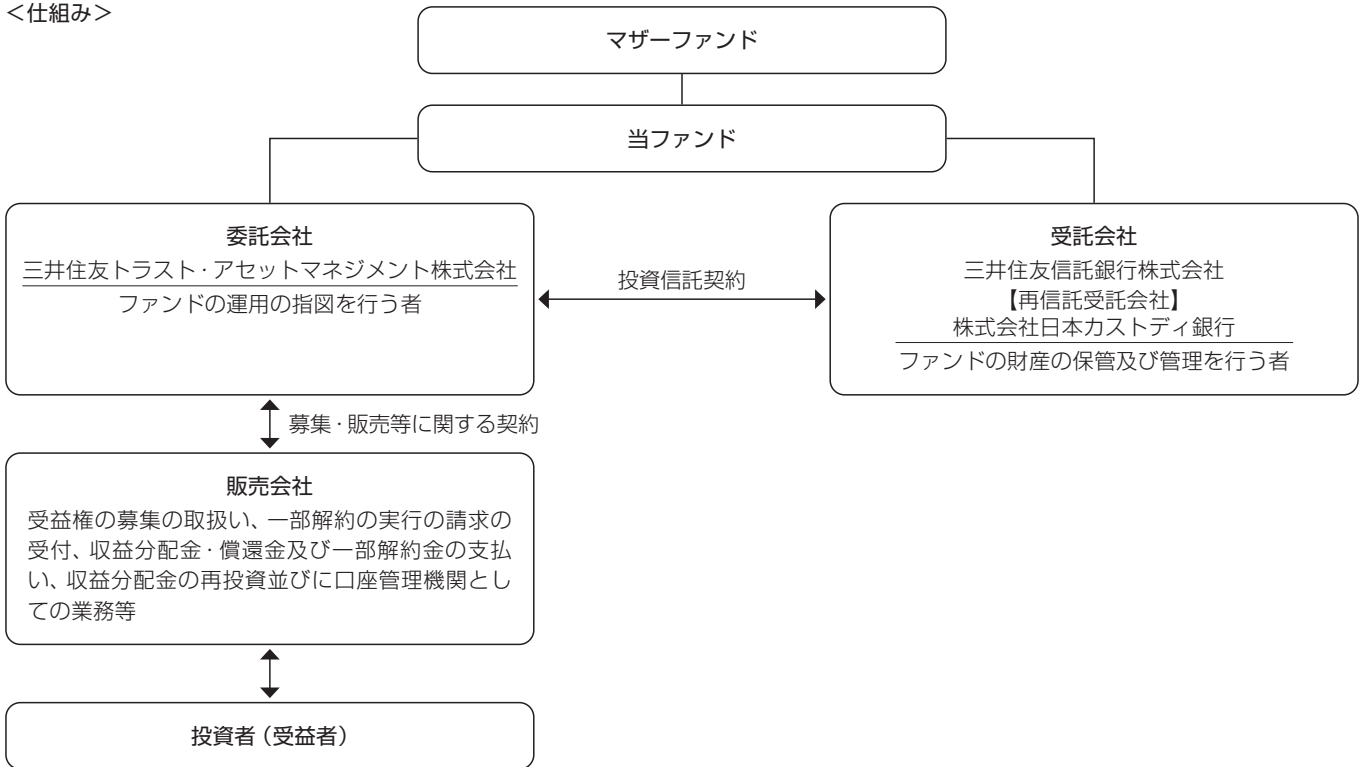 ＜仕組み＞
マザーファンド
当ファンド
委託会社
三井住友トラスト・アセットマネジメント株式会社
ファンドの運用の指図を行う者
投資信託契約
受託会社
三井住友信託銀行株式会社
【再信託受託会社】
株式会社日本カストディ銀行
ファンドの財産の保管及び管理を行う者
募集・販売等に関する契約
販売会社
受益権の募集の取扱い、一部解約の実行の請求の
受付、収益分配金・償還金及び一部解約金の支払
い、収益分配金の再投資並びに口座管理機関とし
ての業務等
投資者（受益者）